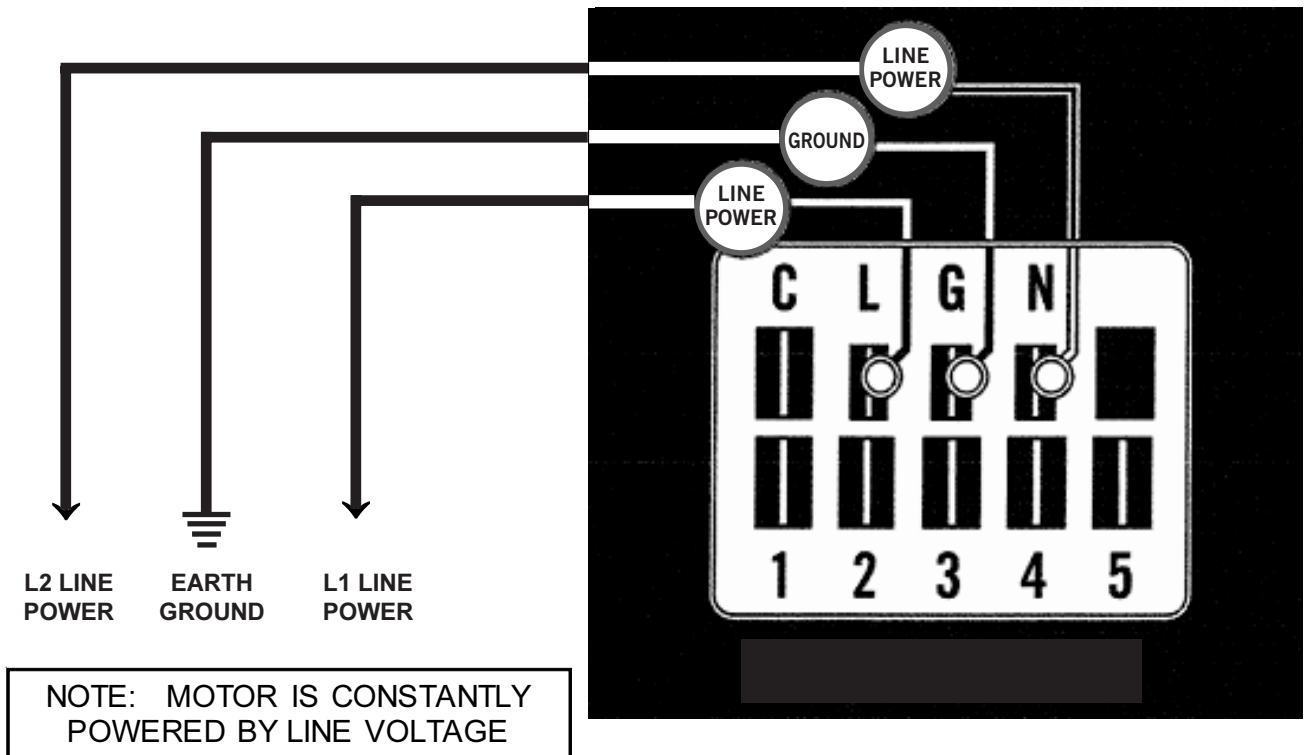 LINE
POWER
GROUND
LINE
POWER
C L G N
1 2 3 4 5
L2 LINE
POWER
EARTH
GROUND
L1 LINE
POWER
NOTE: MOTOR IS CONSTANTLY
POWERED BY LINE VOLTAGE